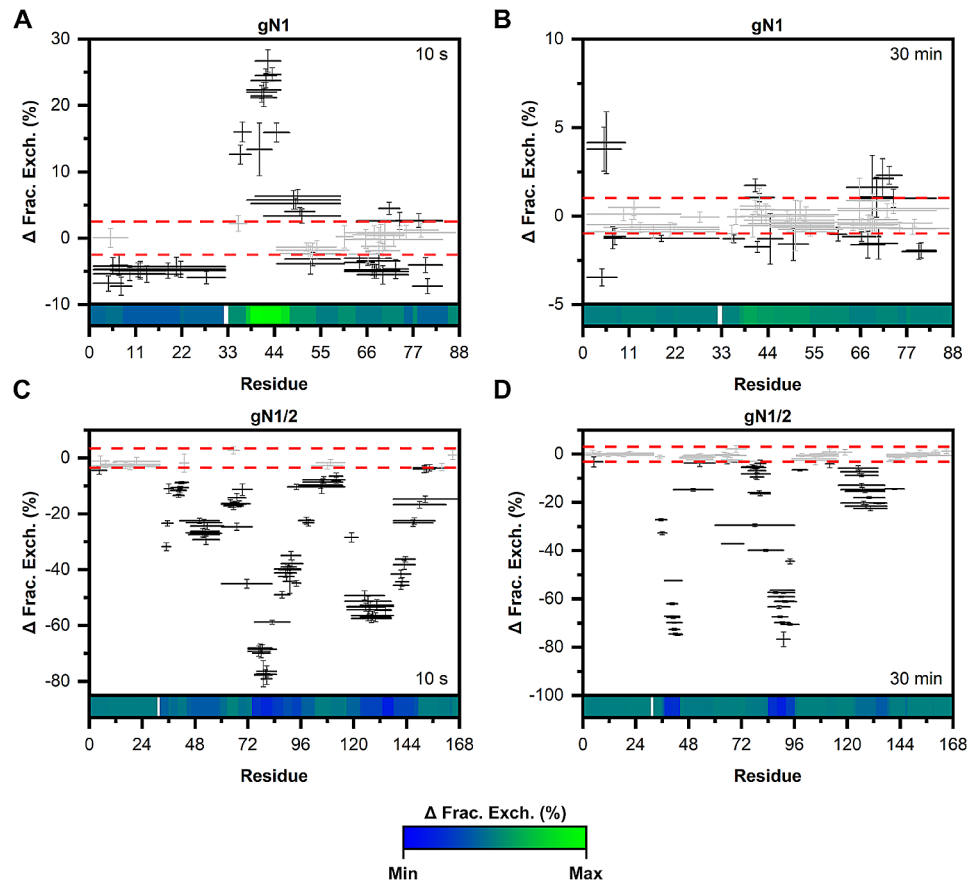 A
gN1
10 s
Δ Frac. Exch. (%)
30
20
10
0
-10
0 11 22 33 44 55 66 77 88
Residue
B
gN1
30 min
Δ Frac. Exch. (%)
10
5
0
-5
0 11 22 33 44 55 66 77 88
Residue
C
gN1/2
10 s
Δ Frac. Exch. (%)
0
-20
-40
-60
-80
0 24 48 72 96 120 144 168
Residue
D
gN1/2
30 min
Δ Frac. Exch. (%)
0
-20
-40
-60
-80
-100
0 24 48 72 96 120 144 168
Residue
Δ Frac. Exch. (%)
Min Max